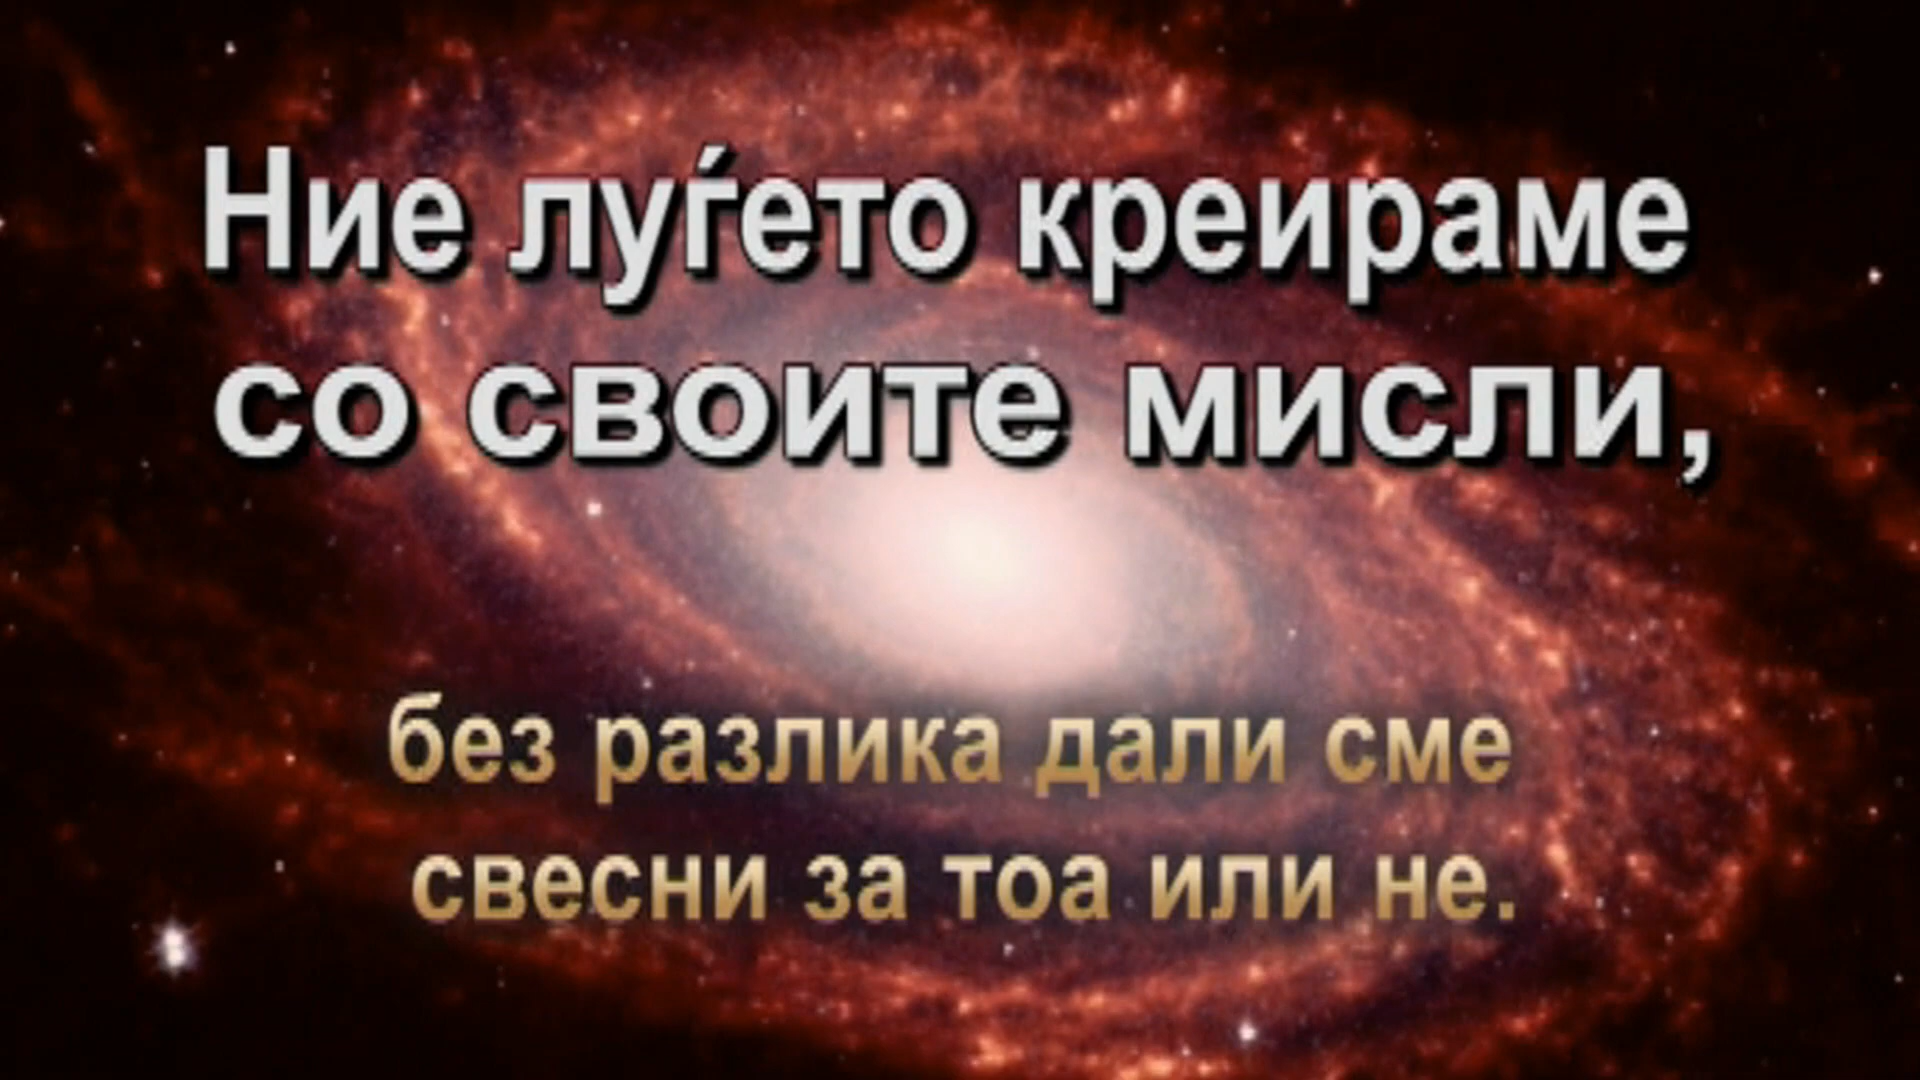 Ние луѓето креираме
со своите мисли,
без разлика дали сме
свесни за тоа или не.